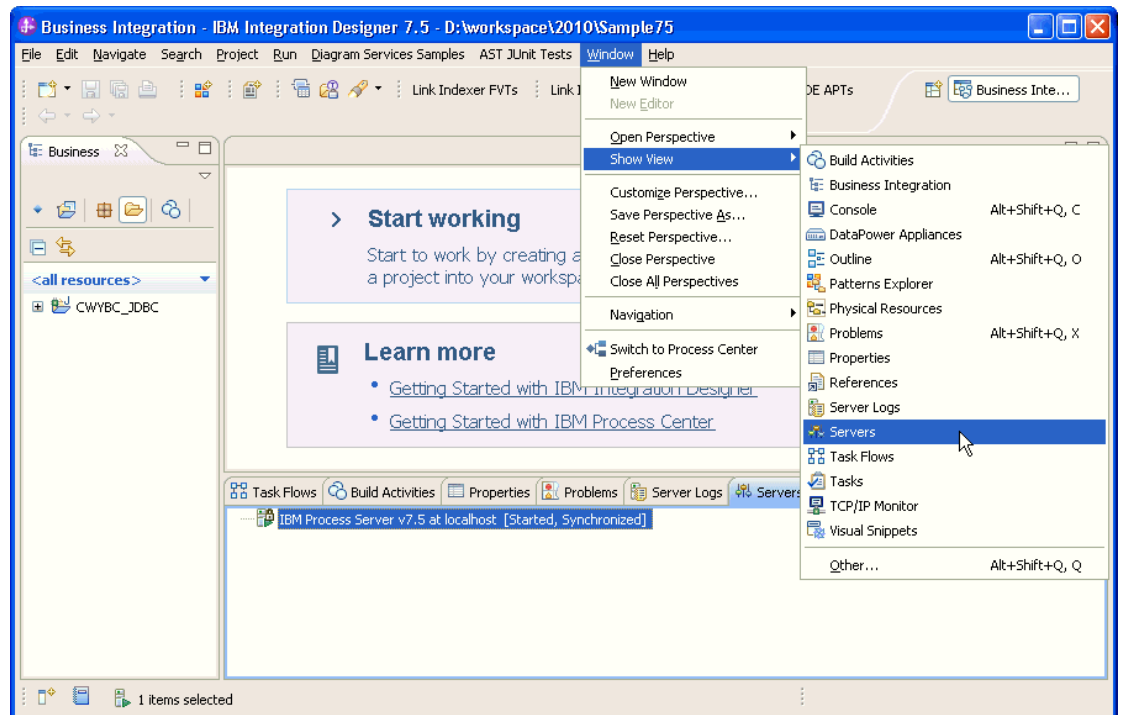 Business Integration - IBM Integration Designer 7.5 - D:\workspace\2010\Sample75
File Edit Navigate Search Project Run Diagram Services Samples AST JUnit Tests Window Help
Link Indexer FVTs
DE APTs
Business Inte...
New Window
New Editor
Open Perspective
Show View
Customize Perspective...
Save Perspective As...
Reset Perspective...
Close Perspective
Close All Perspectives
Navigation
Switch to Process Center
Preferences
Build Activities
Business Integration
Console Alt+Shift+Q, C
DataPower Appliances
Outline Alt+Shift+Q, O
Patterns Explorer
Physical Resources
Problems Alt+Shift+Q, X
Properties
References
Server Logs
Servers
Task Flows
Tasks
TCP/IP Monitor
Visual Snippets
Other... Alt+Shift+Q, Q
Business
<all resources>
CWYBC_JDBC
Start working
Start to work by creating a
a project into your workspa
Learn more
Getting Started with IBM Integration Designer
Getting Started with IBM Process Center
Task Flows Build Activities Properties Problems Server Logs Servers
IBM Process Server v7.5 at localhost [Started, Synchronized]
1 items selected